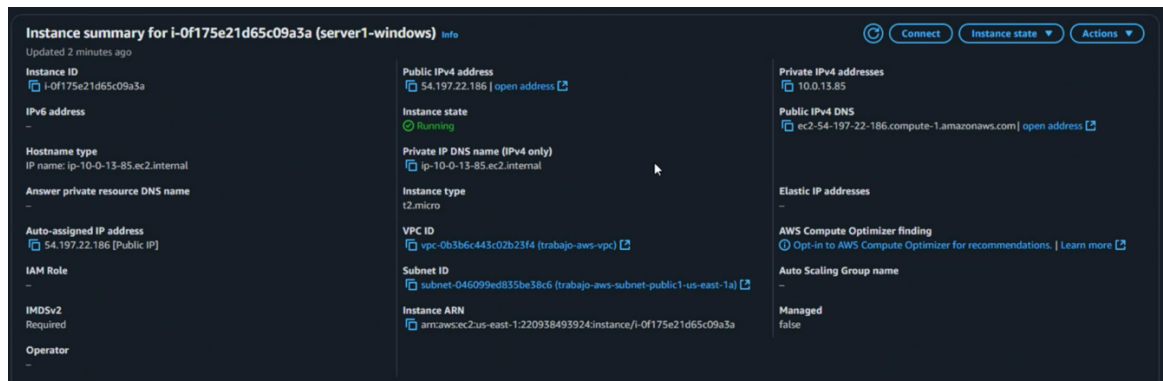 Instance summary for i-0f175e21d65c09a3a (server1-windows) Info
Connect
Instance state
Actions
Updated 2 minutes ago
Instance ID
i-0f175e21d65c09a3a
Public IPv4 address
54.197.22.186 | open address
Private IPv4 addresses
10.0.13.85
IPv6 address
–
Instance state
Running
Public IPv4 DNS
ec2-54-197-22-186.compute-1.amazonaws.com | open address
Hostname type
IP name: ip-10-0-13-85.ec2.internal
Private IP DNS name (IPv4 only)
ip-10-0-13-85.ec2.internal
Answer private resource DNS name
–
Instance type
t2.micro
Elastic IP addresses
–
Auto-assigned IP address
54.197.22.186 [Public IP]
VPC ID
vpc-0b3b6c443c02b23f4 (trabajo-aws-vpc)
AWS Compute Optimizer finding
Opt-in to AWS Compute Optimizer for recommendations. | Learn more
IAM Role
–
Subnet ID
subnet-046099ed835be38c6 (trabajo-aws-subnet-public1-us-east-1a)
Auto Scaling Group name
–
IMDSv2
Required
Instance ARN
arn:aws:ec2:us-east-1:220938493924:instance/i-0f175e21d65c09a3a
Managed
false
Operator
–